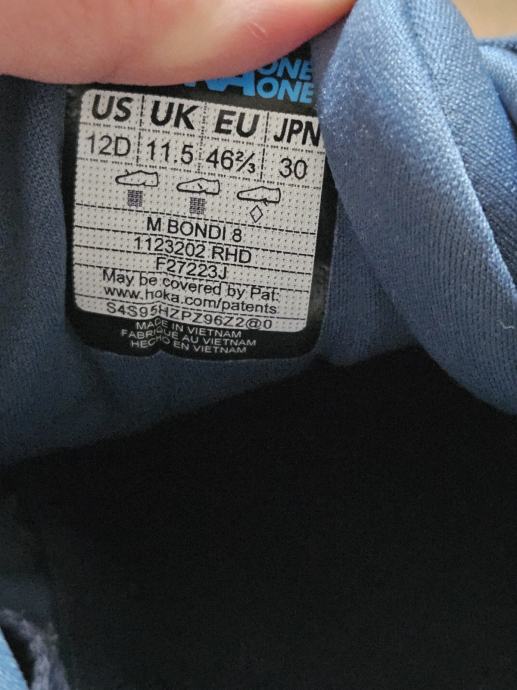 ONE
ONE
US UK EU JPN
12D 11.5 46⅔ 30
M BONDI 8
1123202 RHD
F27223J
May be covered by Pat:
www.hoka.com/patents
S4S95HZPZ96Z2@0
MADE IN VIETNAM
FABRIQUE AU VIETNAM
HECHO EN VIETNAM